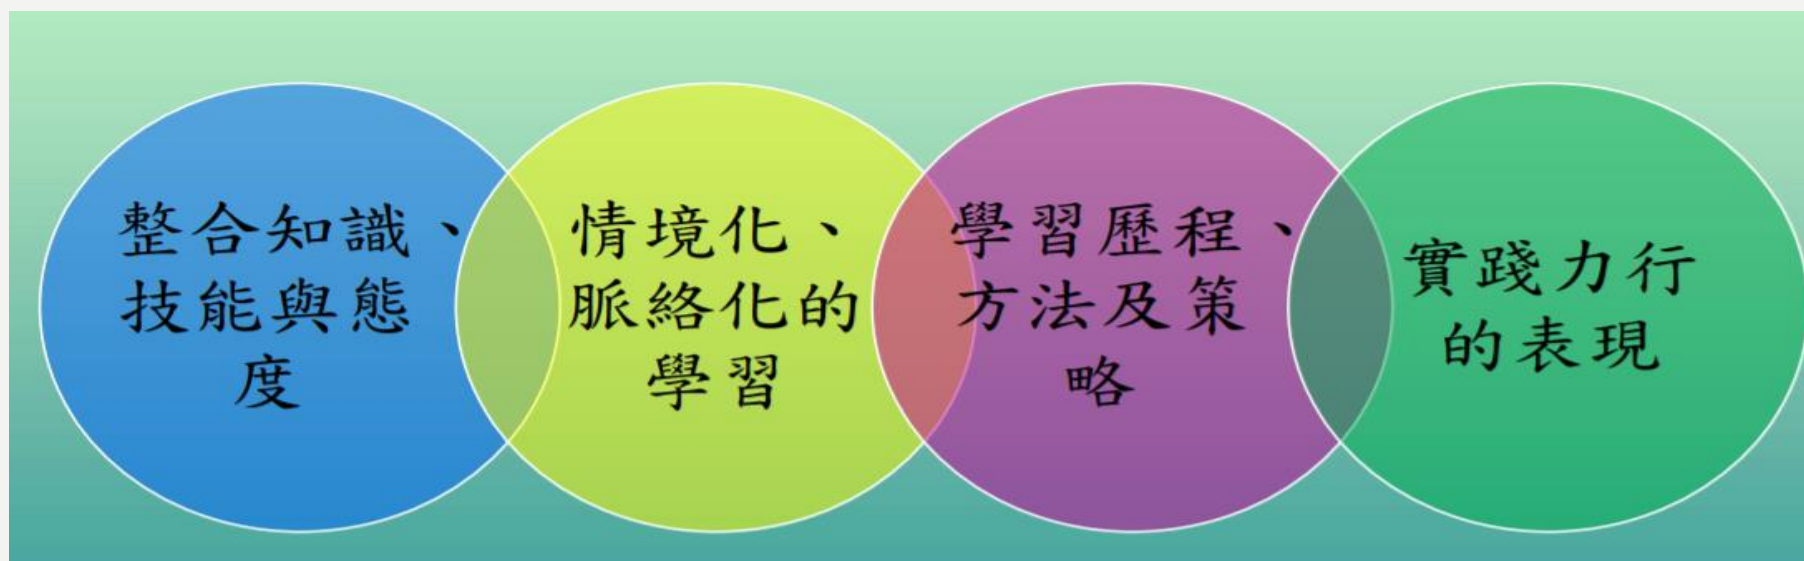 整合知識、
技能與態
度
情境化、
脈絡化的
學習
學習歷程、
方法及策
略
實踐力行
的表現